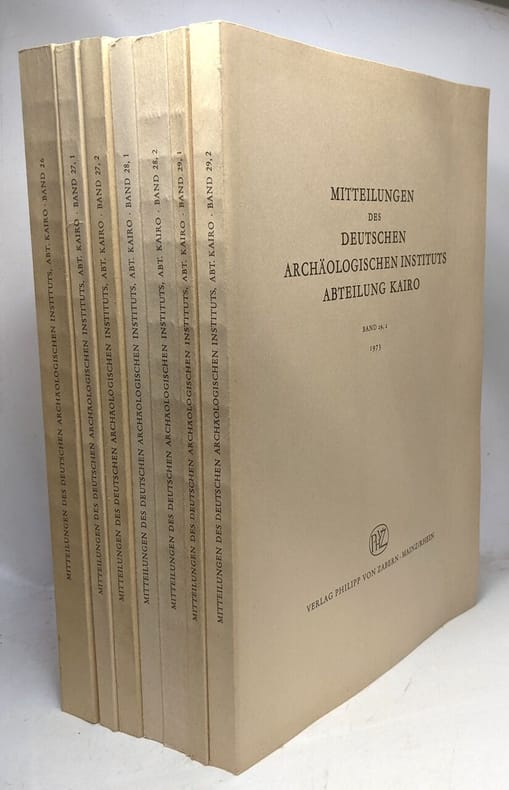 MITTEILUNGEN DES DEUTSCHEN ARCHÄOLOGISCHEN INSTITUTS, ABT. KAIRO · BAND 26
MITTEILUNGEN DES DEUTSCHEN ARCHÄOLOGISCHEN INSTITUTS, ABT. KAIRO · BAND 27, 1
MITTEILUNGEN DES DEUTSCHEN ARCHÄOLOGISCHEN INSTITUTS, ABT. KAIRO · BAND 27, 2
MITTEILUNGEN DES DEUTSCHEN ARCHÄOLOGISCHEN INSTITUTS, ABT. KAIRO · BAND 28, 1
MITTEILUNGEN DES DEUTSCHEN ARCHÄOLOGISCHEN INSTITUTS, ABT. KAIRO · BAND 28, 2
MITTEILUNGEN DES DEUTSCHEN ARCHÄOLOGISCHEN INSTITUTS, ABT. KAIRO · BAND 29, 1
MITTEILUNGEN DES DEUTSCHEN ARCHÄOLOGISCHEN INSTITUTS, ABT. KAIRO · BAND 29, 2
MITTEILUNGEN
DES
DEUTSCHEN
ARCHÄOLOGISCHEN INSTITUTS
ABTEILUNG KAIRO
BAND 29, 2
1973
VERLAG PHILIPP VON ZABERN · MAINZ/RHEIN